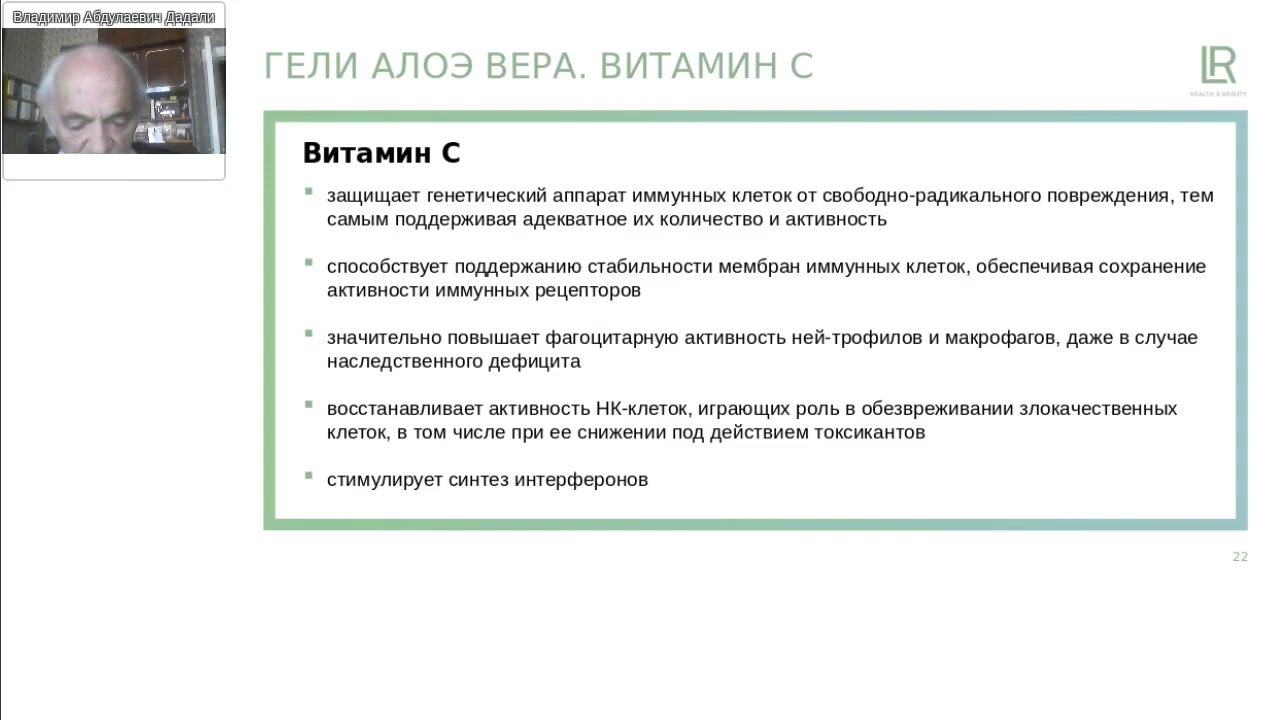 Владимир Абдулаевич Дадали
ГЕЛИ АЛОЭ ВЕРА. ВИТАМИН С
LR
HEALTH & BEAUTY
Витамин С
защищает генетический аппарат иммунных клеток от свободно-радикального повреждения, тем
самым поддерживая адекватное их количество и активность
способствует поддержанию стабильности мембран иммунных клеток, обеспечивая сохранение
активности иммунных рецепторов
значительно повышает фагоцитарную активность ней-трофилов и макрофагов, даже в случае
наследственного дефицита
восстанавливает активность НК-клеток, играющих роль в обезвреживании злокачественных
клеток, в том числе при ее снижении под действием токсикантов
стимулирует синтез интерферонов
22